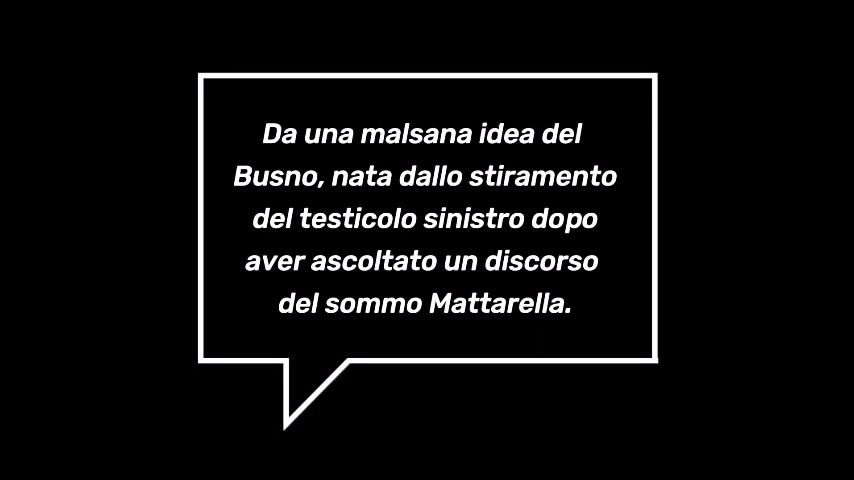 Da una malsana idea del
Busno, nata dallo stiramento
del testicolo sinistro dopo
aver ascoltato un discorso
del sommo Mattarella.